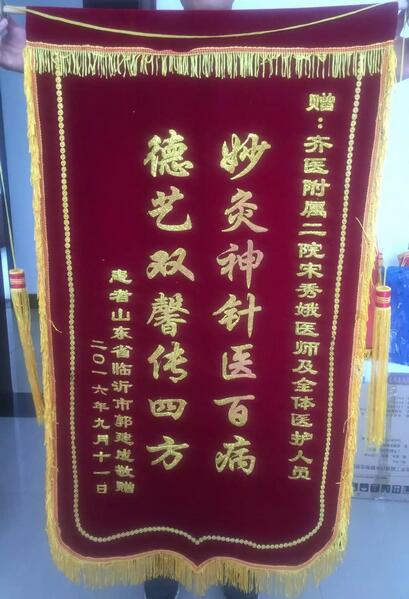 赠：齐医附属二院宋秀娥医师及全体医护人员
妙灸神针医百病
德艺双馨传四方
患者山东省临沂市郭建成敬赠
二〇一六年九月十一日